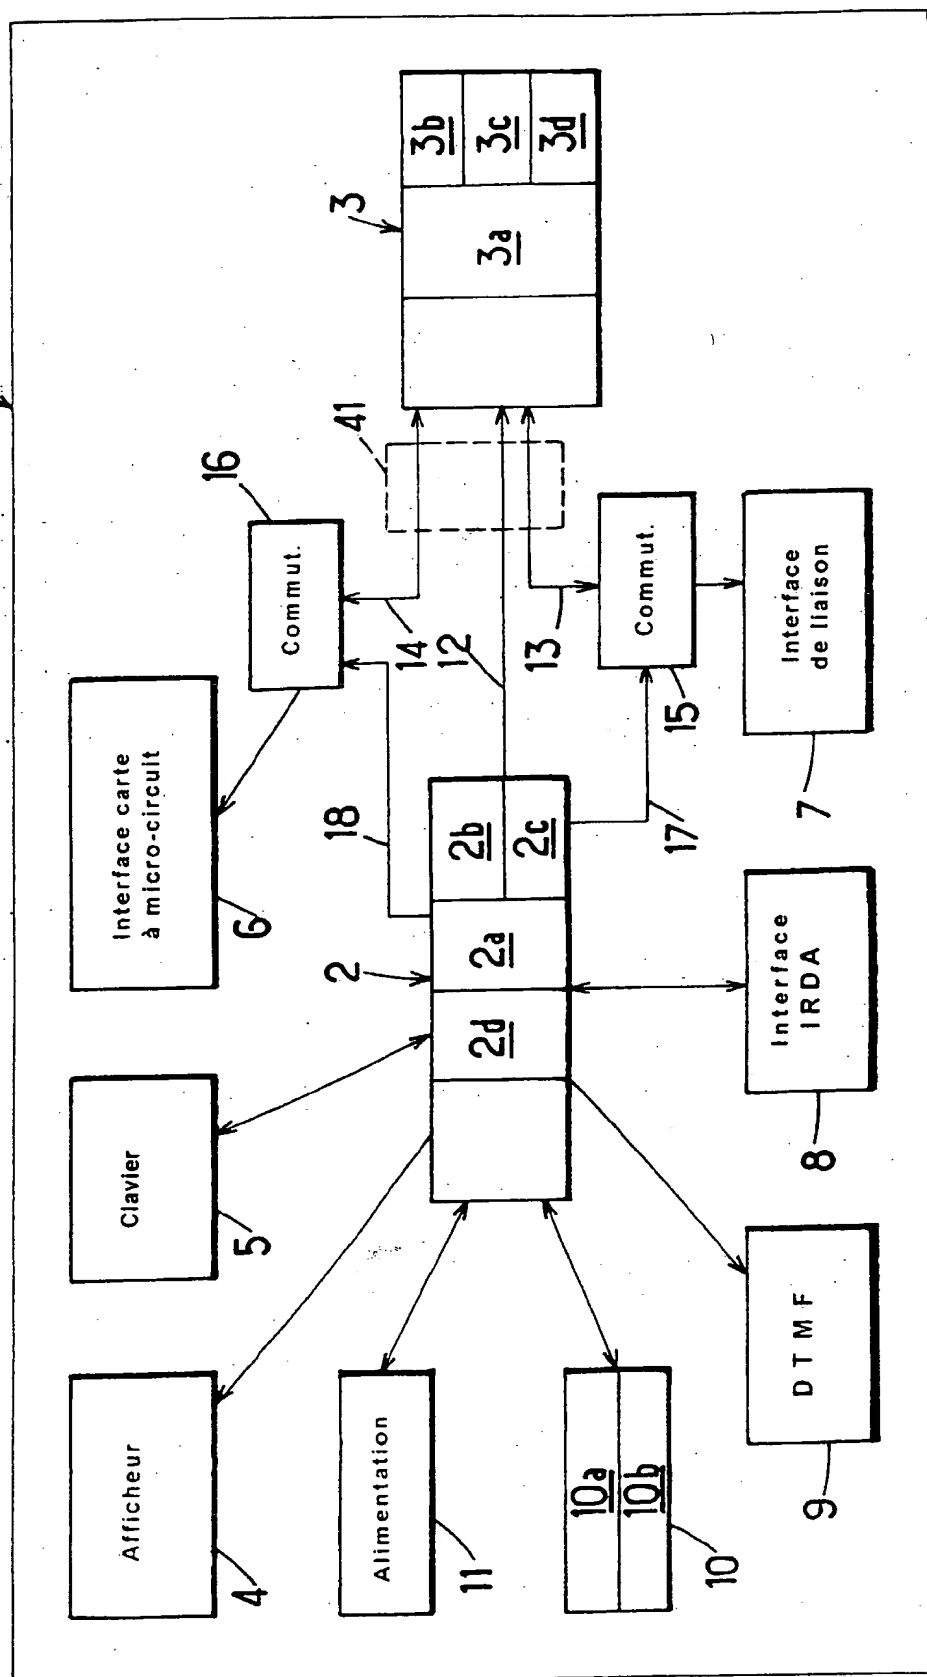 Afficheur
4
Clavier
5
Interface carte
à micro-circuit
6
Commut.
16
41
3
3b
3c
3d
3a
Alimentation
11
10a
10b
10
2
2d
2a
2b
2c
18
14
12
13
17
Commut.
15
DTMF
9
Interface
IRDA
8
Interface
de liaison
7